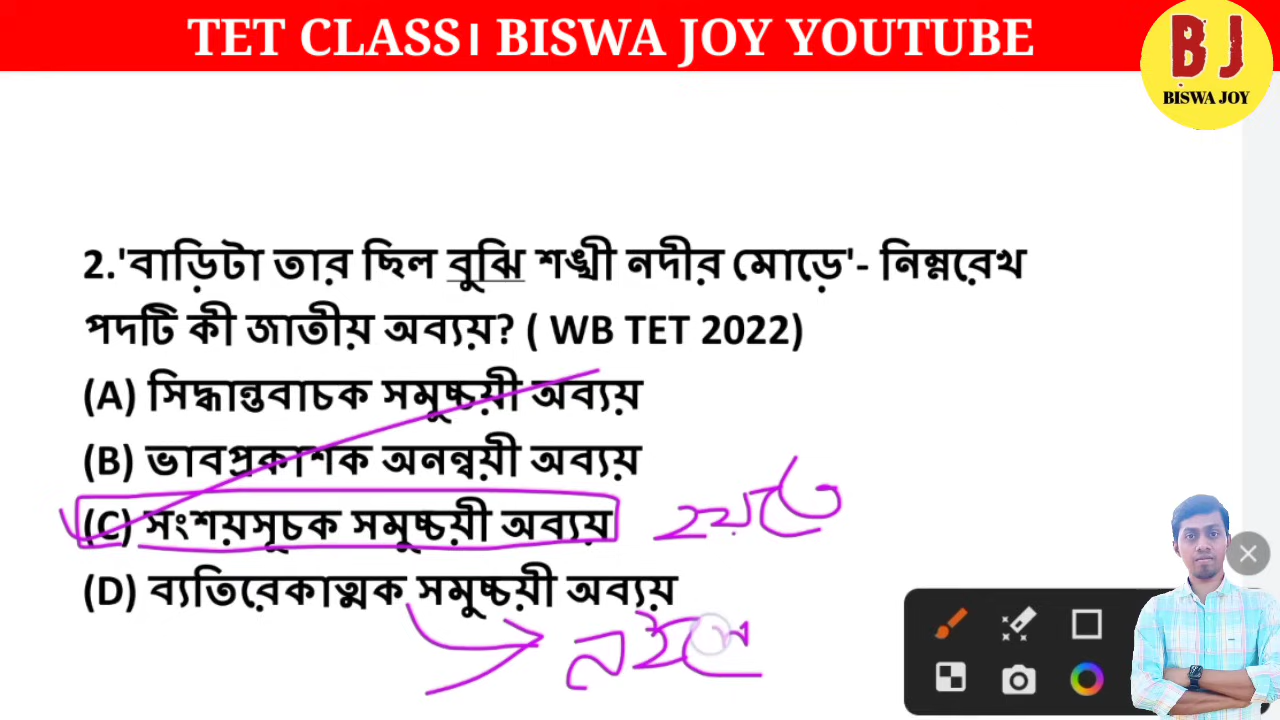 TET CLASS। BISWA JOY YOUTUBE
BJ
BISWA JOY
2.'বাড়িটা তার ছিল বুঝি শঙ্খী নদীর মোড়ে'- নিম্নরেখ
পদটি কী জাতীয় অব্যয়? ( WB TET 2022)
(A) সিদ্ধান্তবাচক সমুচ্চয়ী অব্যয়
(B) ভাবপ্রকাশক অনন্বয়ী অব্যয়
(C) সংশয়সূচক সমুচ্চয়ী অব্যয়
হয়তো
(D) ব্যতিরেকাত্মক সমুচ্চয়ী অব্যয়